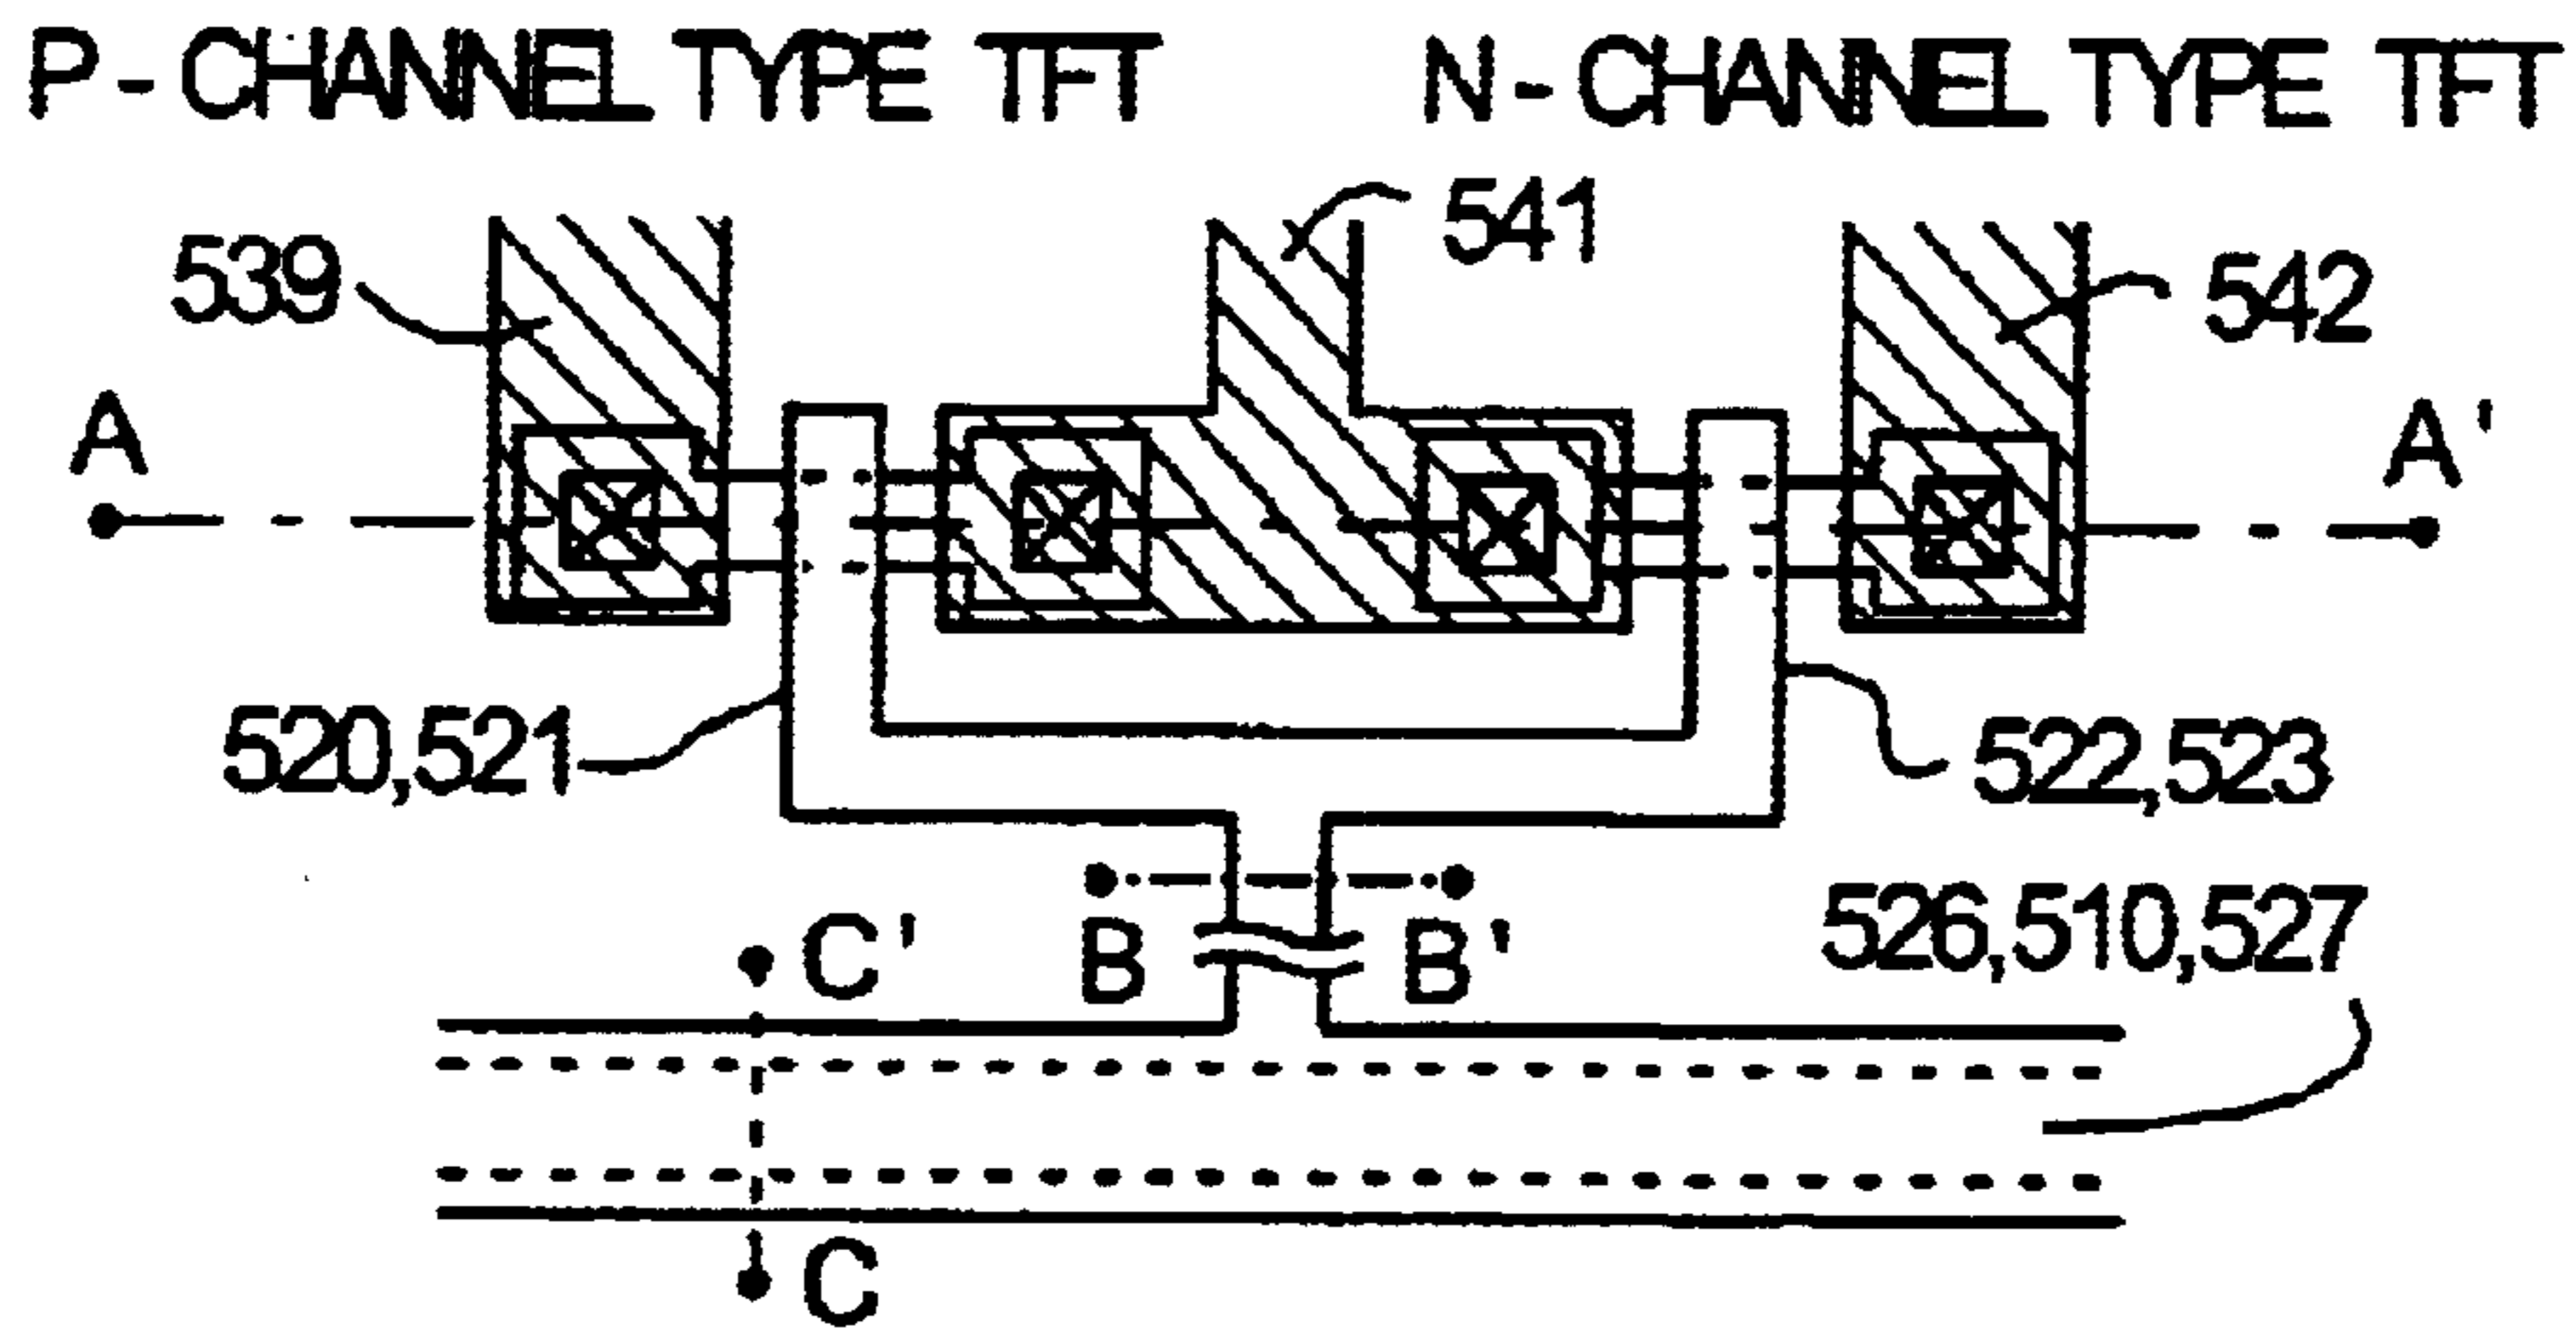 P-CHANNEL TYPE TFT N-CHANNEL TYPE TFT
541
539
542
A A'
520,521
522,523
526,510,527
C' B B'
C